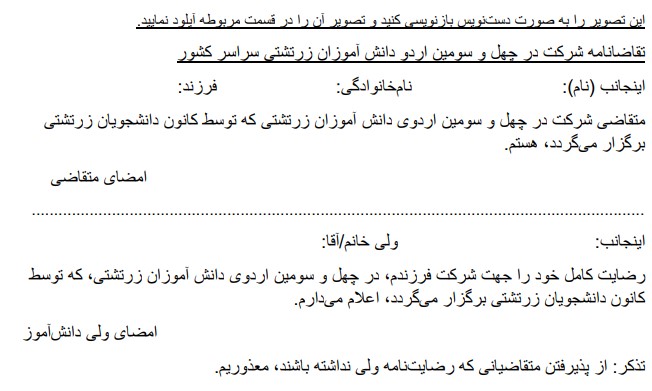 این تصویر را به صورت دست‌نویس بازنویسی کنید و تصویر آن را در قسمت مربوطه آپلود نمایید.
تقاضانامه شرکت در چهل و سومین اردو دانش آموزان زرتشتی سراسر کشور
اینجانب (نام): نام‌خانوادگی: فرزند:
متقاضی شرکت در چهل و سومین اردوی دانش آموزان زرتشتی که توسط کانون دانشجویان زرتشتی
برگزار می‌گردد، هستم.
امضای متقاضی
اینجانب: ولی خانم/آقا:
رضایت کامل خود را جهت شرکت فرزندم، در چهل و سومین اردوی دانش آموزان زرتشتی، که توسط
کانون دانشجویان زرتشتی برگزار می‌گردد، اعلام می‌دارم.
امضای ولی دانش‌آموز
تذکر: از پذیرفتن متقاضیانی که رضایت‌نامه ولی نداشته باشند، معذوریم.